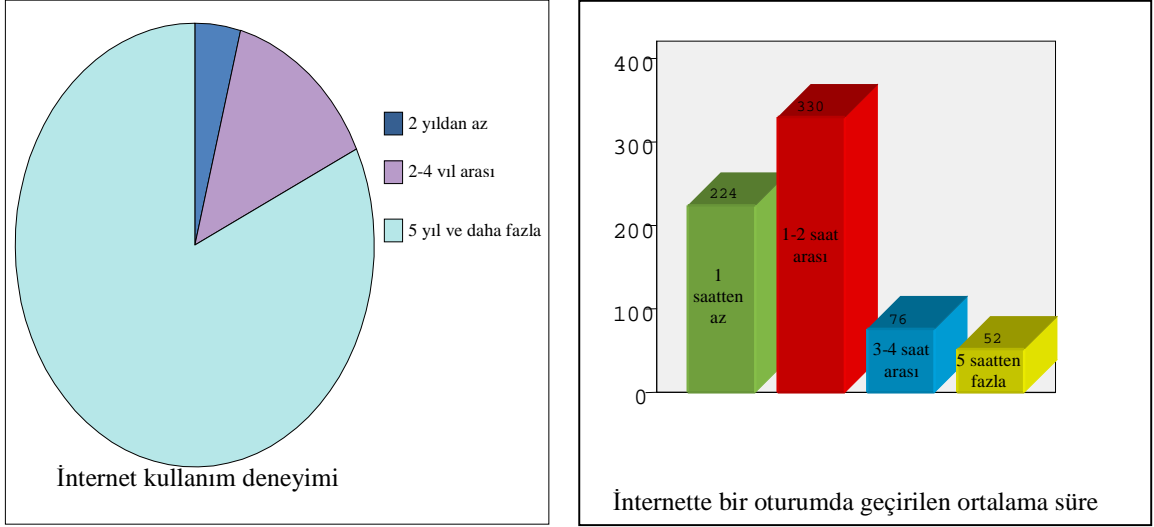 2 yıldan az
2-4 vıl arası
5 yıl ve daha fazla
İnternet kullanım deneyimi
400
300
200
100
0
224
330
76
52
1
saatten
az
1-2 saat
arası
3-4 saat
arası
5 saatten
fazla
İnternette bir oturumda geçirilen ortalama süre